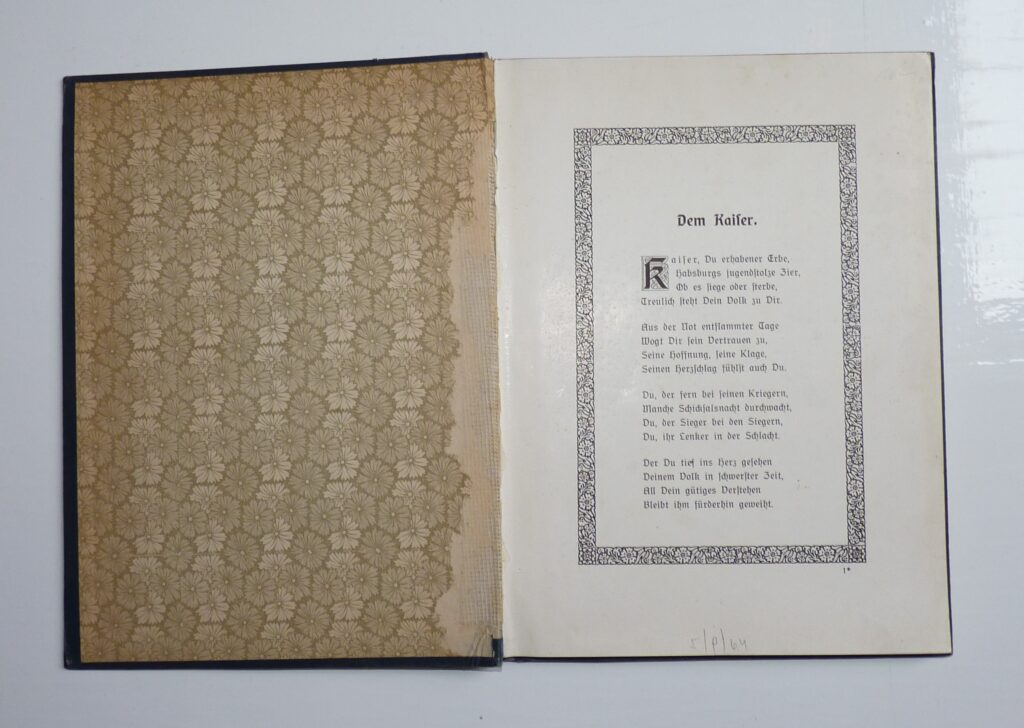 Dem Kaiser.
Kaiser, Du erhabener Erbe,
Habsburgs jugendstolze Zier,
Ob es siege oder sterbe,
Treulich steht Dein Volk zu Dir.
Aus der Not entflammter Tage
Wogt Dir sein Vertrauen zu,
Seine Hoffnung, seine Klage,
Seinen Herzschlag fühlst auch Du.
Du, der fern bei seinen Kriegern,
Manche Schicksalsnacht durchwacht,
Du, der Sieger bei den Siegern,
Du, ihr Lenker in der Schlacht.
Der Du tief ins Herz gesehen
Deinem Volk in schwerster Zeit,
All Dein gütiges Verstehen
Bleibt ihm fürderhin geweiht.
1*